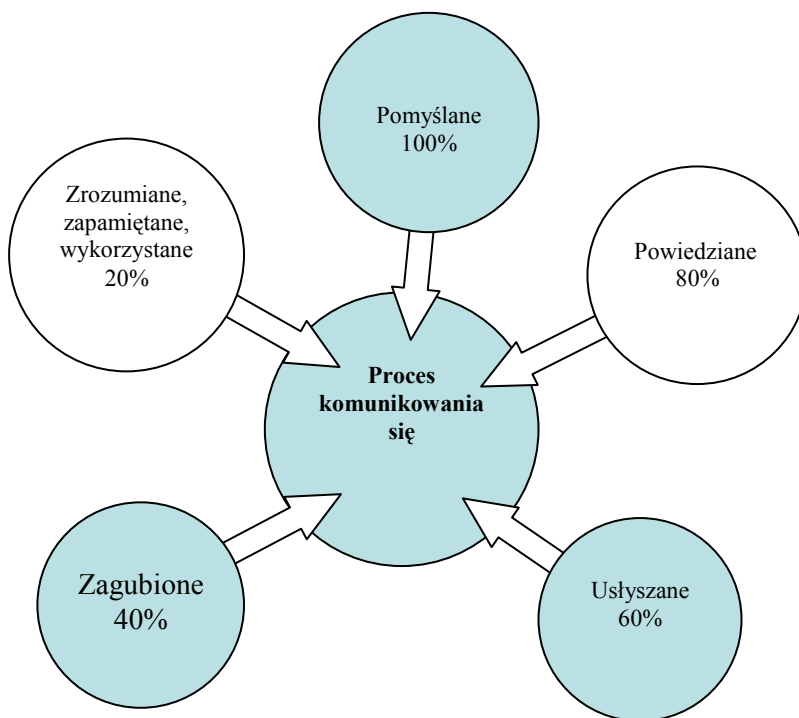 Pomyślane
100%
Zrozumiane,
zapamiętane,
wykorzystane
20%
Powiedziane
80%
Proces
komunikowania
się
Zagubione
40%
Usłyszane
60%